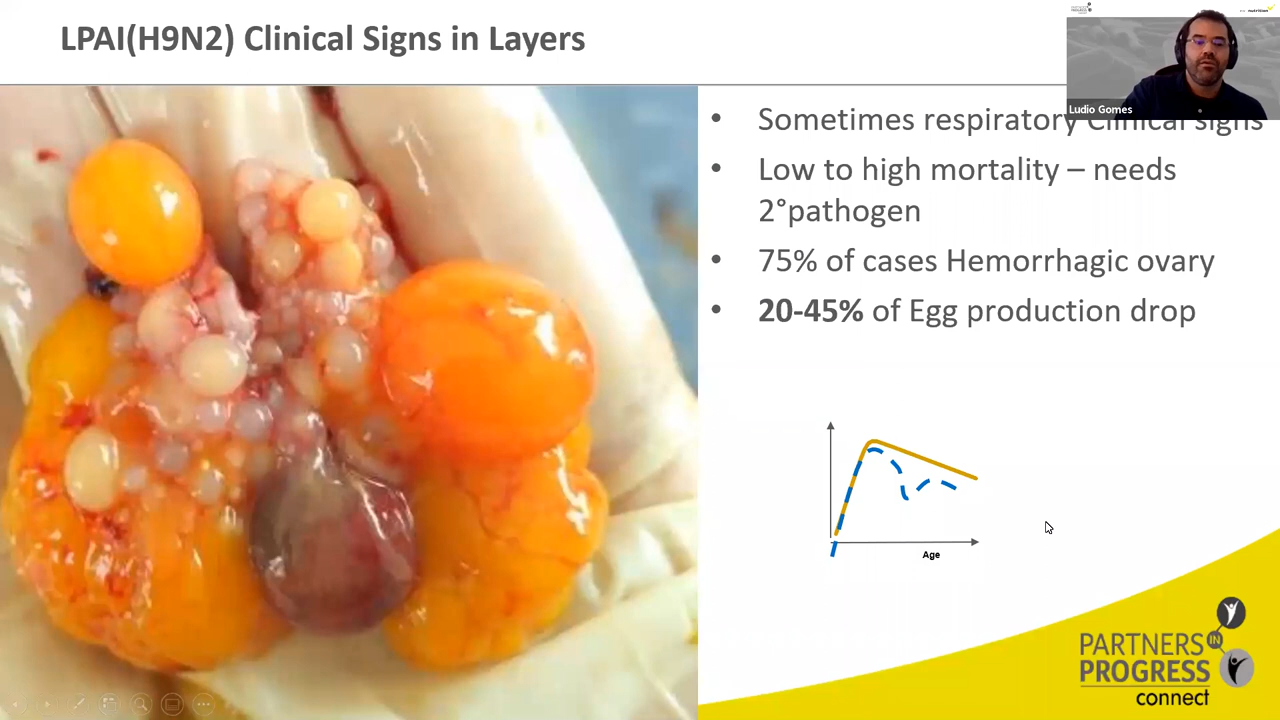 LPAI(H9N2) Clinical Signs in Layers
nutrition
Ludio Gomes
• Sometimes respiratory Clinical signs
• Low to high mortality – needs
2°pathogen
• 75% of cases Hemorrhagic ovary
• 20-45% of Egg production drop
Age
PARTNERS IN
PROGRESS
connect